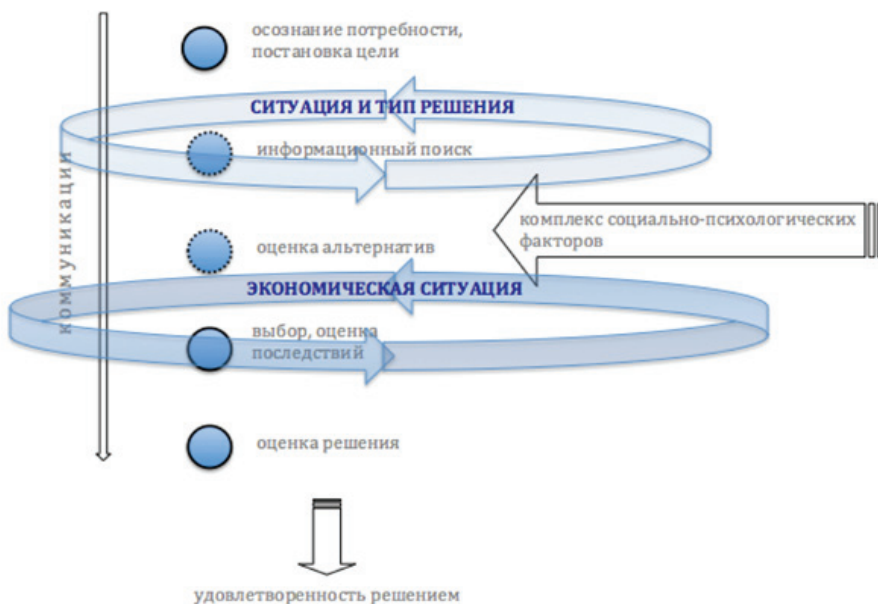 осознание потребности,
постановка цели
СИТУАЦИЯ И ТИП РЕШЕНИЯ
информационный поиск
коммуникации
комплекс социально-психологических
факторов
оценка альтернатив
ЭКОНОМИЧЕСКАЯ СИТУАЦИЯ
выбор, оценка
последствий
оценка решения
удовлетворенность решением